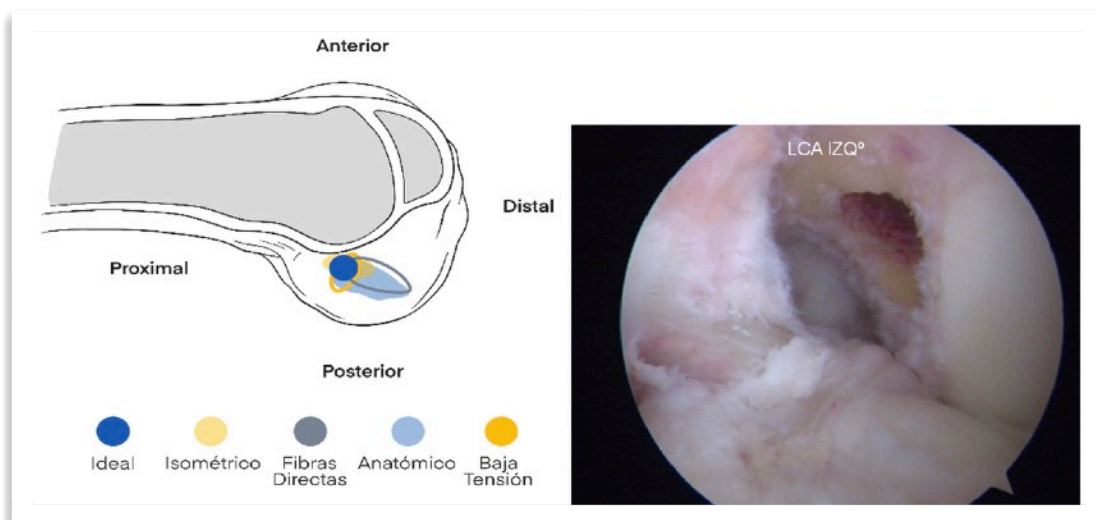 Anterior
LCA IZQº
Distal
Proximal
Posterior
Ideal
Isométrico
Fibras
Directas
Anatómico
Baja
Tensión